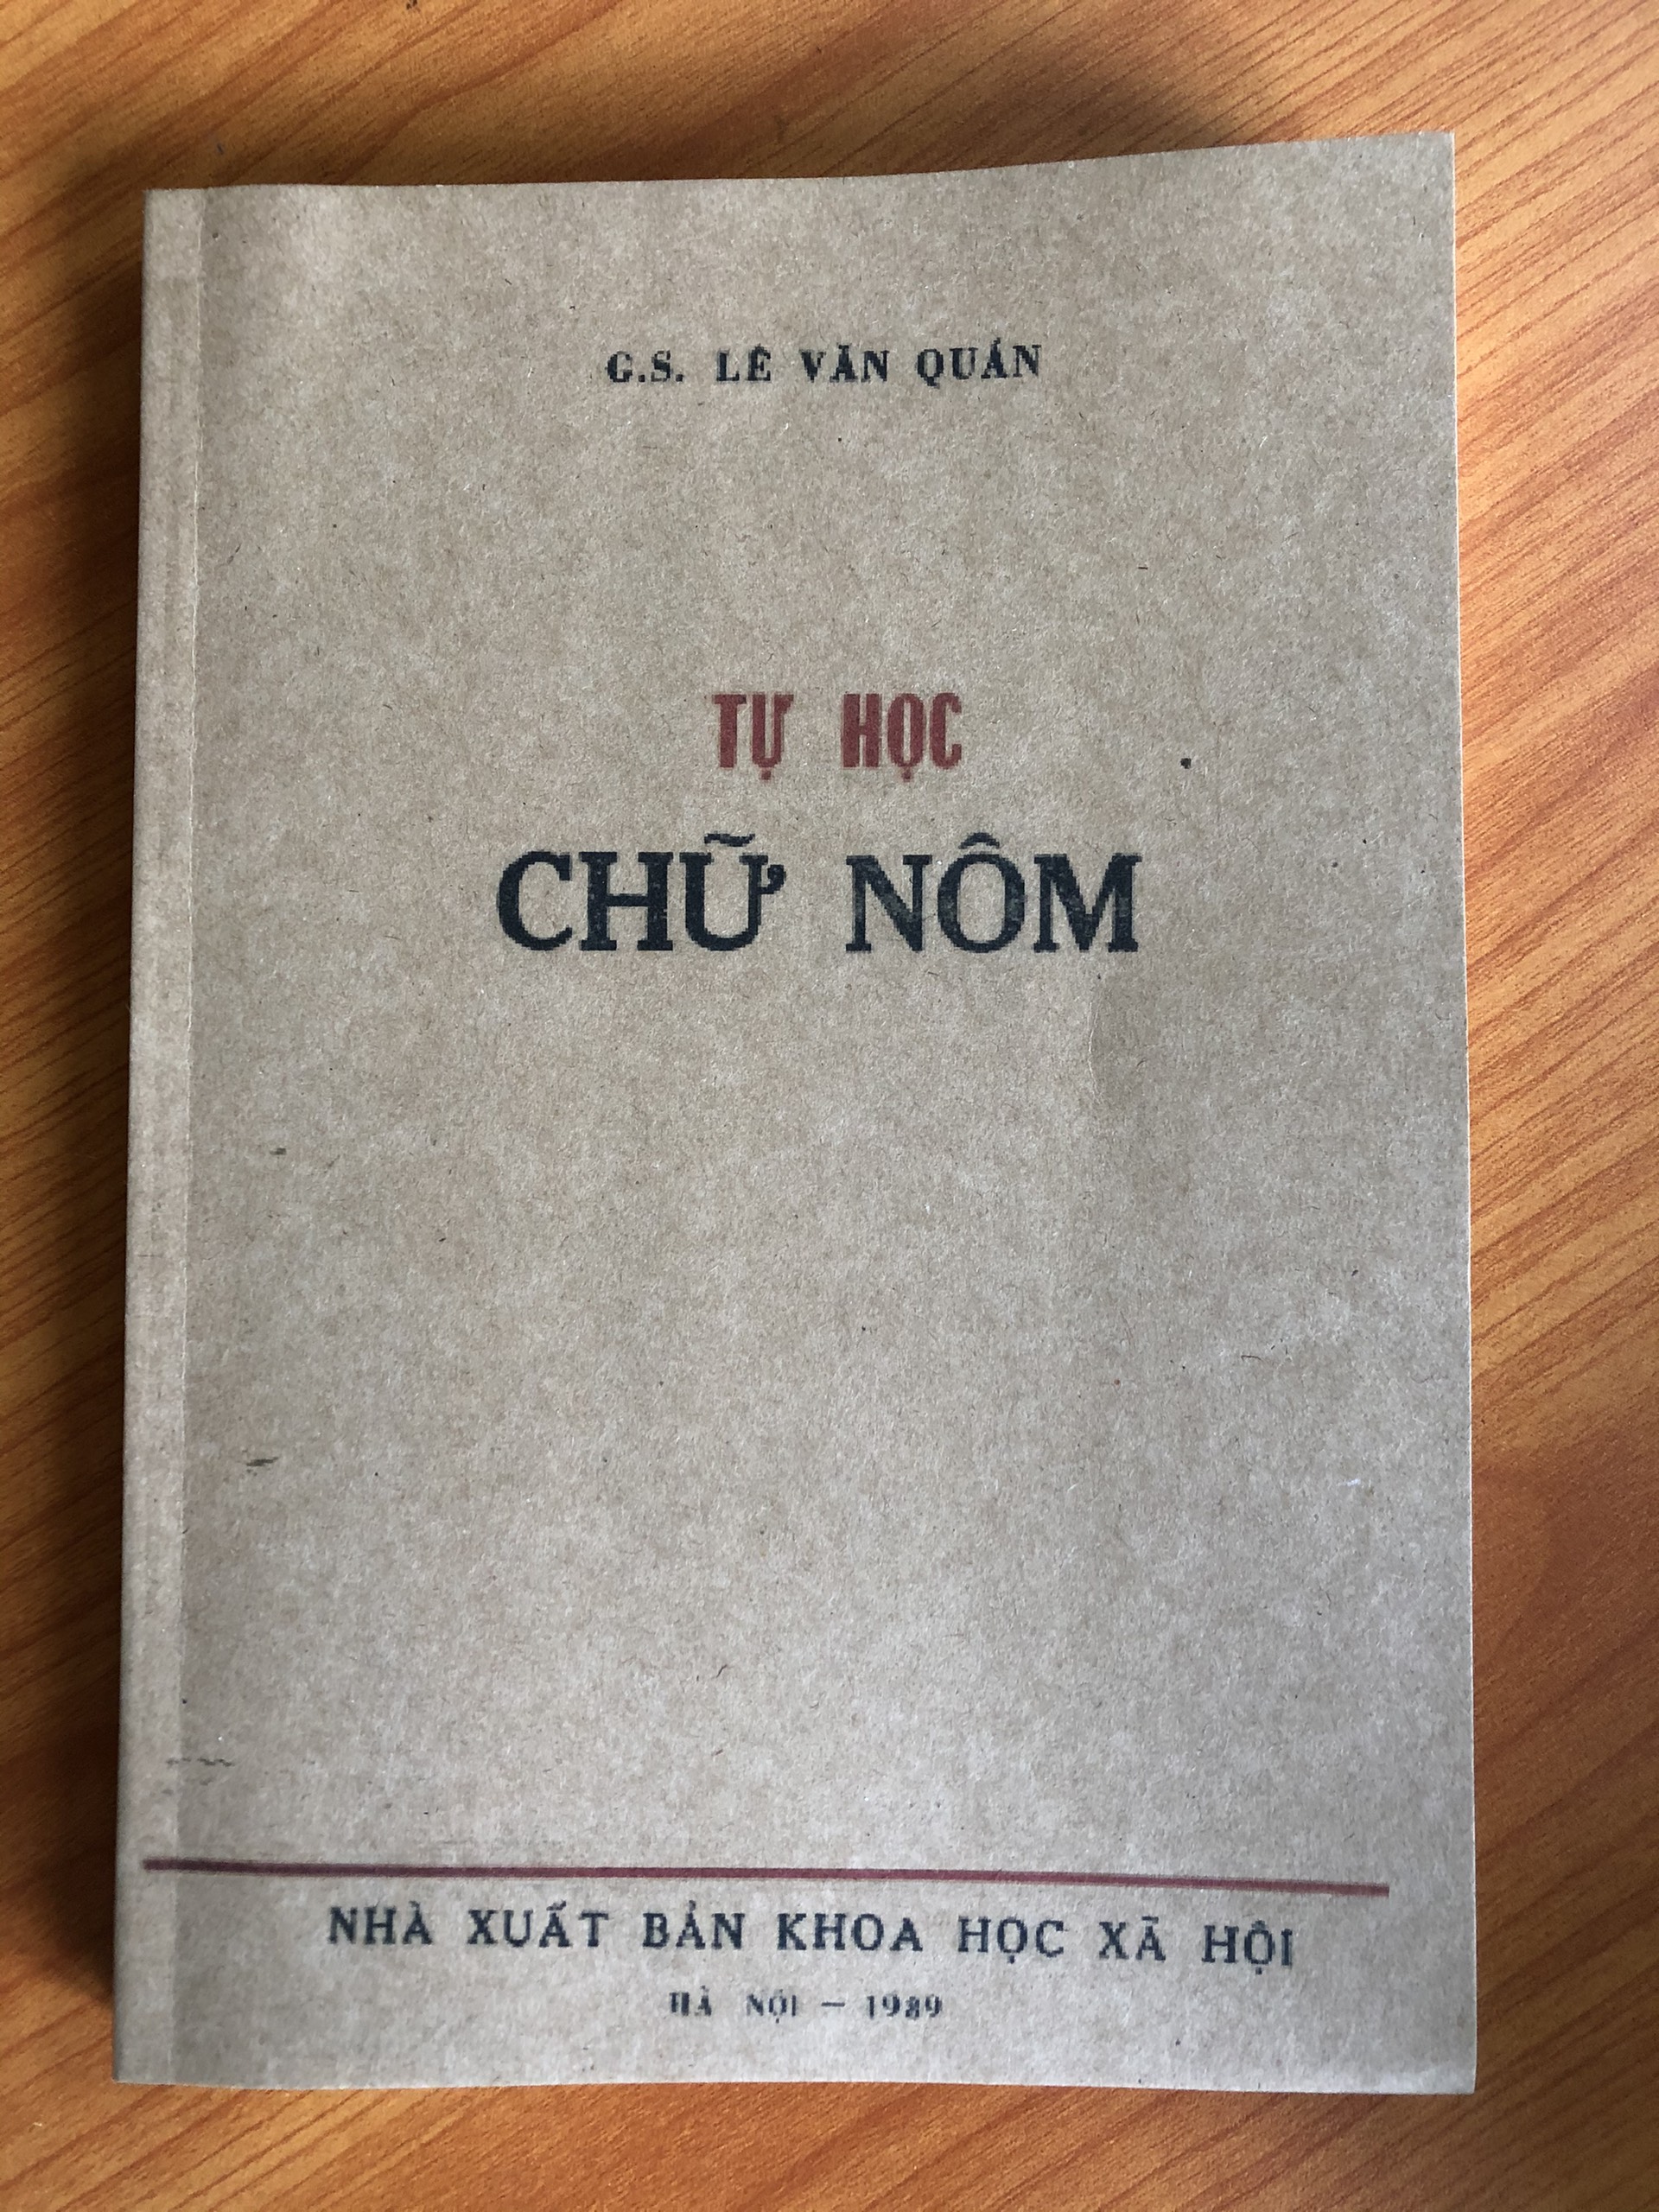 G.S. LÊ VĂN QUÁN
TỰ HỌC
CHỮ NÔM
NHÀ XUẤT BẢN KHOA HỌC XÃ HỘI
HÀ NỘI — 1989